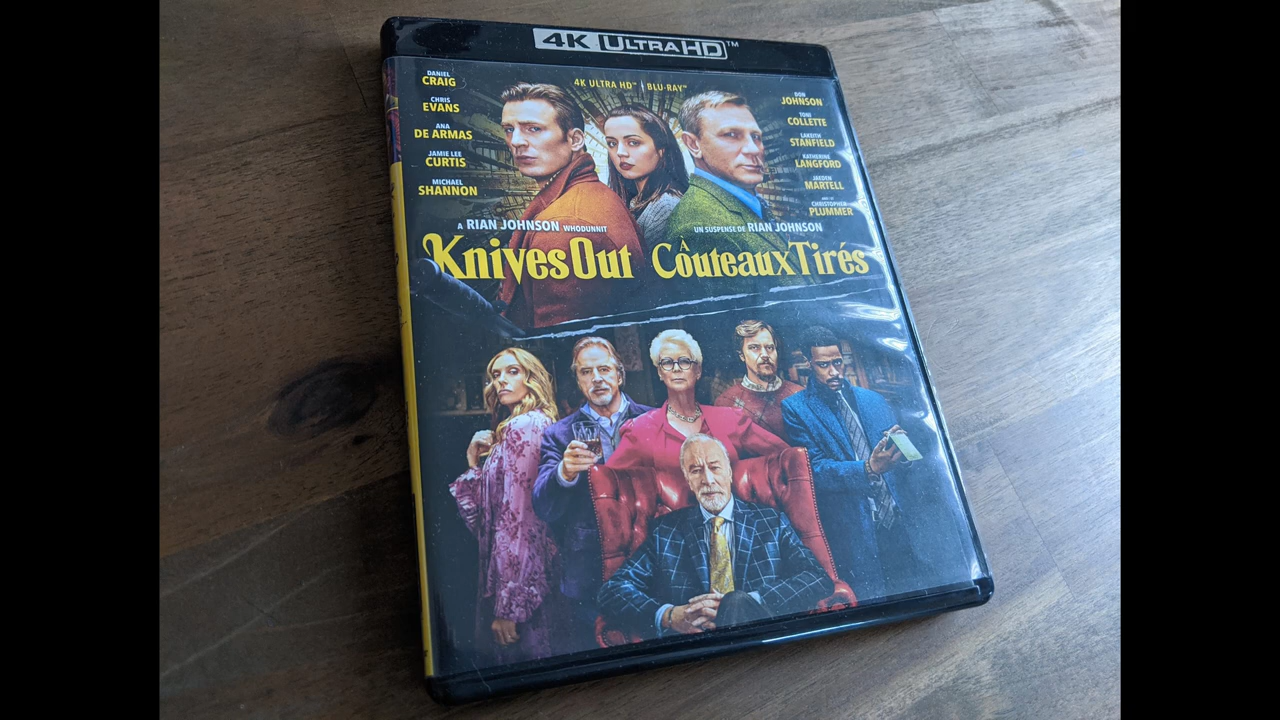 4K ULTRA HD™
4K ULTRA HD™ | BLU-RAY™
DANIEL
CRAIG
CHRIS
EVANS
ANA
DE ARMAS
JAMIE LEE
CURTIS
MICHAEL
SHANNON
DON
JOHNSON
TONI
COLLETTE
LAKEITH
STANFIELD
KATHERINE
LANGFORD
JAEDEN
MARTELL
CHRISTOPHER
PLUMMER
A RIAN JOHNSON WHODUNNIT
UN SUSPENSE DE RIAN JOHNSON
Knives Out
À
Couteaux Tirés